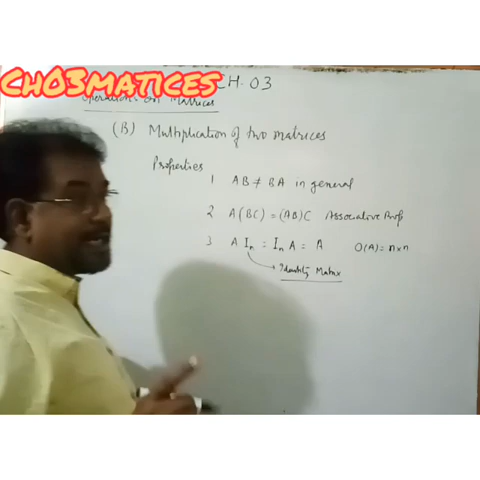 Ch03matices CH-03
Operations on Matrices
(B) Multiplication of two matrices
Properties
1 AB ≠ BA in general
2 A(BC) = (AB)C Associative Prop
3 A Iₙ = Iₙ A = A O(A) = n×n
Identity Matrix